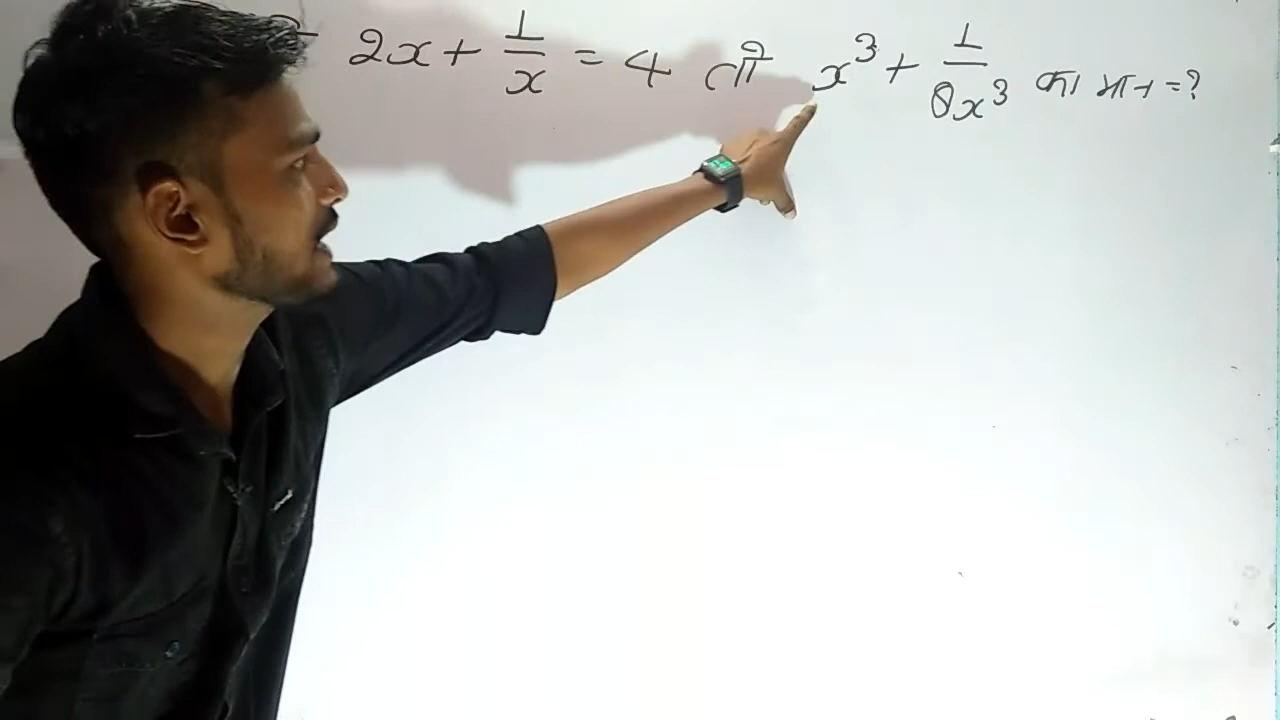 2x + 1/x = 4 तो x³ + 1/8x³ का मान = ?